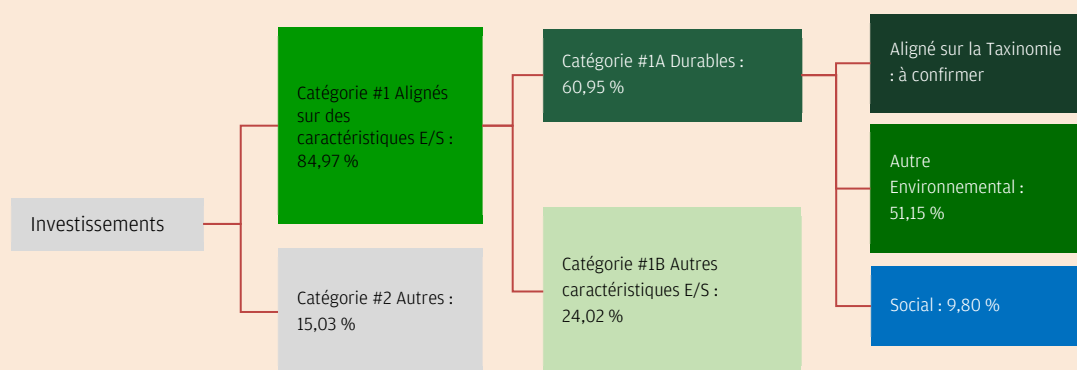 Investissements
Catégorie #1 Alignés
sur des
caractéristiques E/S :
84,97 %
Catégorie #2 Autres :
15,03 %
Catégorie #1A Durables :
60,95 %
Catégorie #1B Autres
caractéristiques E/S :
24,02 %
Aligné sur la Taxinomie
: à confirmer
Autre
Environnemental :
51,15 %
Social : 9,80 %